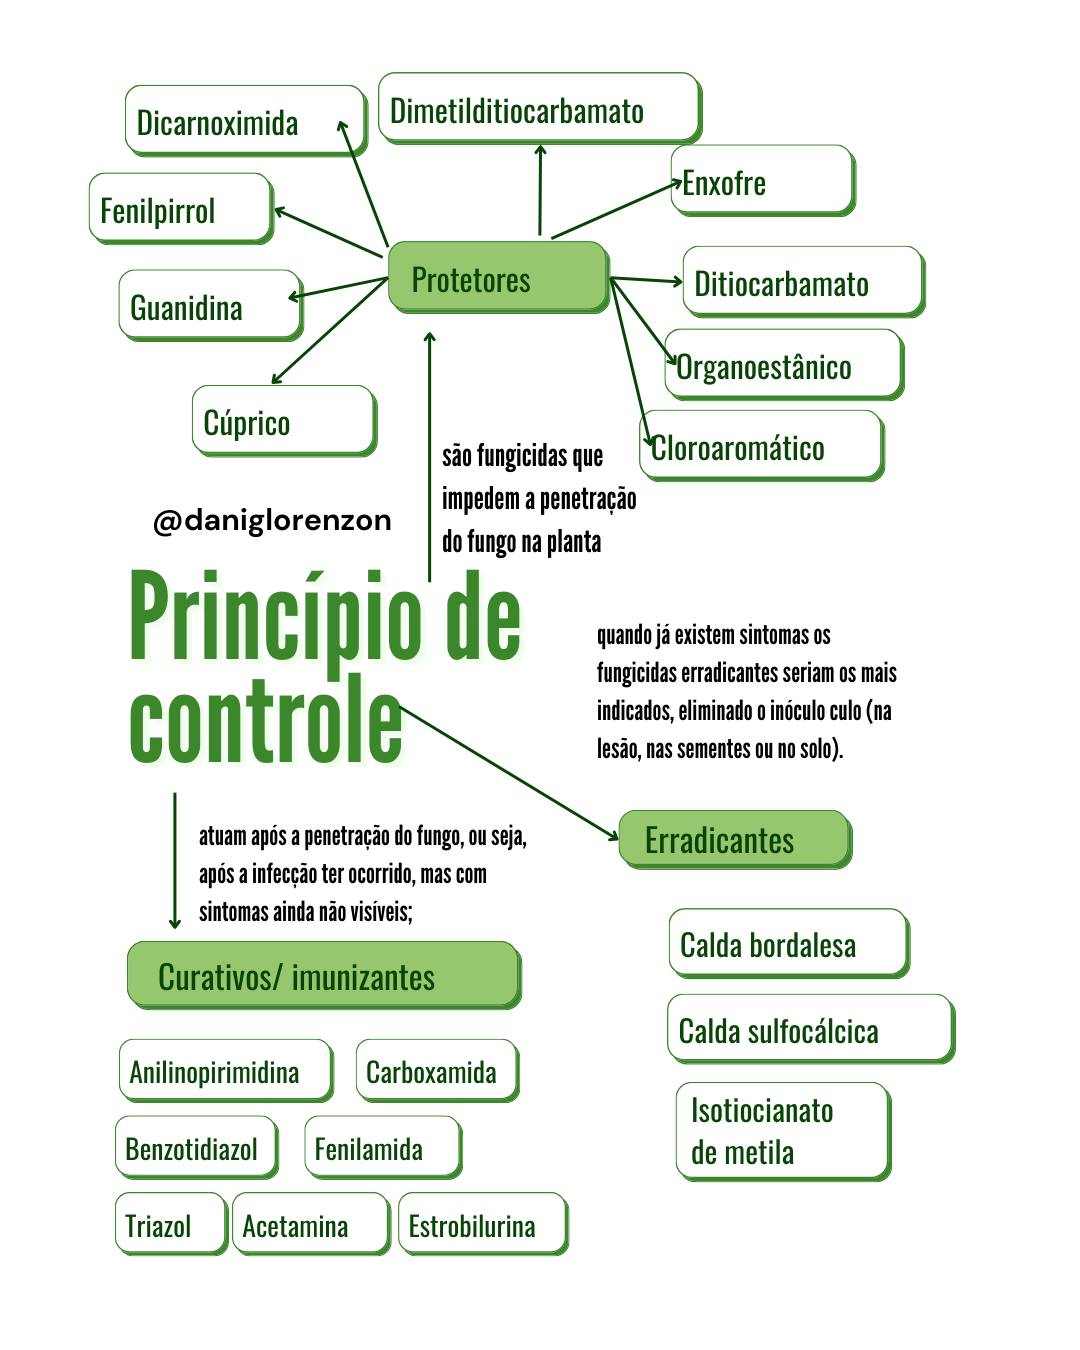 Dicarnoximida
Dimetilditiocarbamato
Enxofre
Fenilpirrol
Protetores
Ditiocarbamato
Guanidina
Organoestânico
Cúprico
Cloroaromático
são fungicidas que
impedem a penetração
do fungo na planta
@daniglorenzon
Princípio de
controle
quando já existem sintomas os
fungicidas erradicantes seriam os mais
indicados, eliminado o inóculo culo (na
lesão, nas sementes ou no solo).
atuam após a penetração do fungo, ou seja,
após a infecção ter ocorrido, mas com
sintomas ainda não visíveis;
Erradicantes
Calda bordalesa
Calda sulfocálcica
Isotiocianato
de metila
Curativos/ imunizantes
Anilinopirimidina
Carboxamida
Benzotidiazol
Fenilamida
Triazol
Acetamina
Estrobilurina